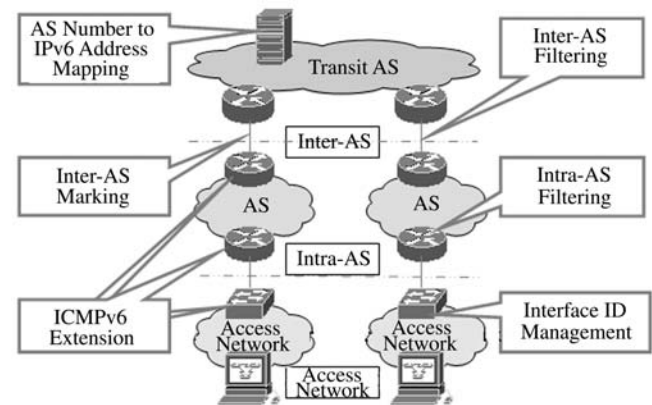 AS Number to
IPv6 Address
Mapping
Transit AS
Inter-AS
Filtering
Inter-AS
Inter-AS
Marking
AS
AS
Intra-AS
Filtering
Intra-AS
ICMPv6
Extension
Access
Network
Access
Network
Interface ID
Management
Access
Network